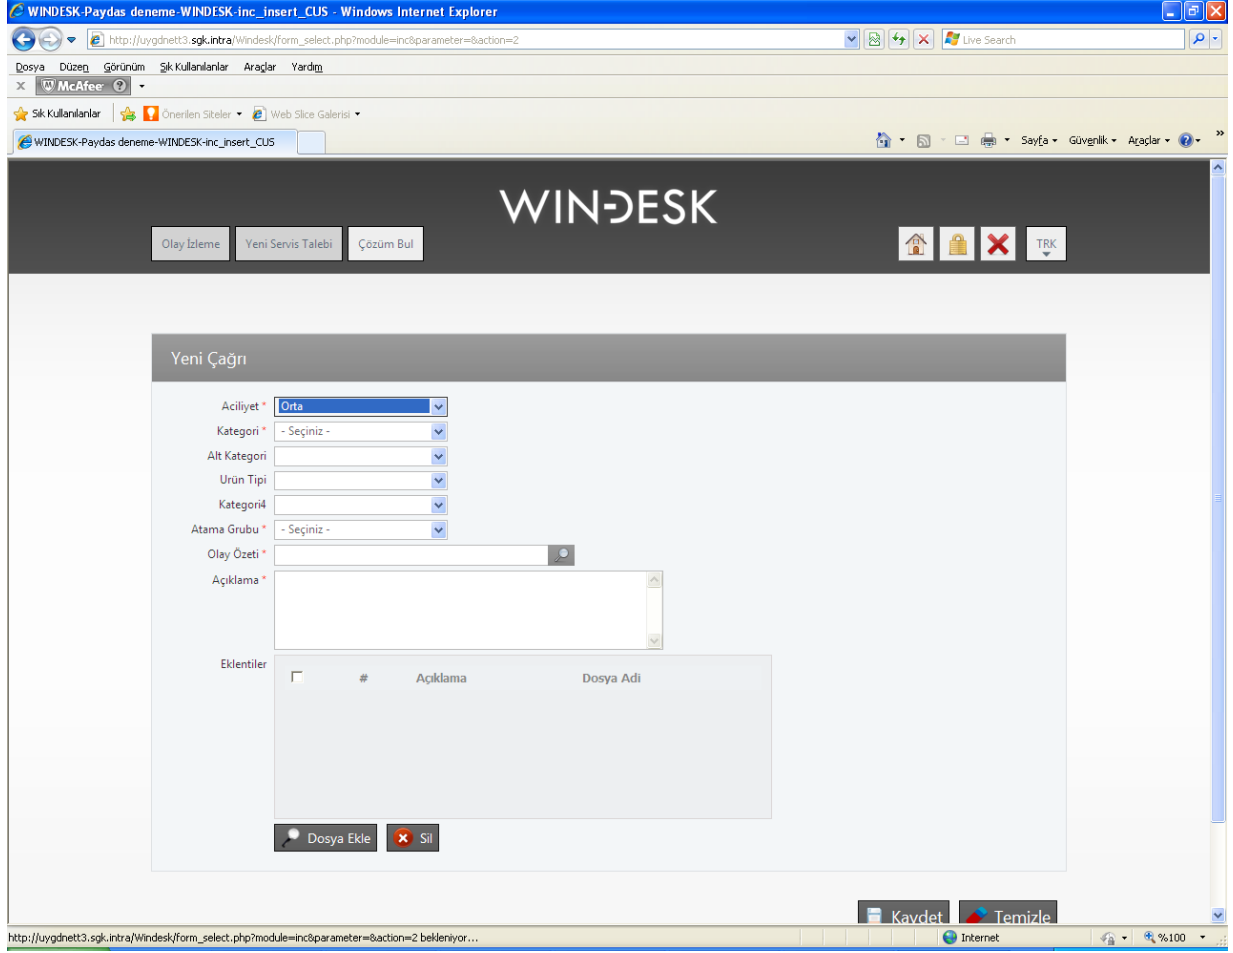 WINDESK-Paydas deneme-WINDESK-inc_insert_CUS - Windows Internet Explorer
http://uygdnett3.sgk.intra/Windesk/form_select.php?module=inc&parameter=&action=2
Live Search
Dosya Düzen Görünüm Sık Kullanılanlar Araçlar Yardım
x McAfee
Sık Kullanılanlar Önerilen Siteler Web Slice Galerisi
WINDESK-Paydas deneme-WINDESK-inc_insert_CUS
Sayfa Güvenlik Araçlar »
WINDESK
Olay İzleme Yeni Servis Talebi Çözüm Bul
TRK
Yeni Çağrı
Aciliyet * Orta
Kategori * - Seçiniz -
Alt Kategori
Ürün Tipi
Kategori4
Atama Grubu * - Seçiniz -
Olay Özeti *
Açıklama *
Eklentiler
# Açıklama Dosya Adi
Dosya Ekle Sil
Kaydet Temizle
http://uygdnett3.sgk.intra/Windesk/form_select.php?module=inc&parameter=&action=2 bekleniyor...
Internet %100